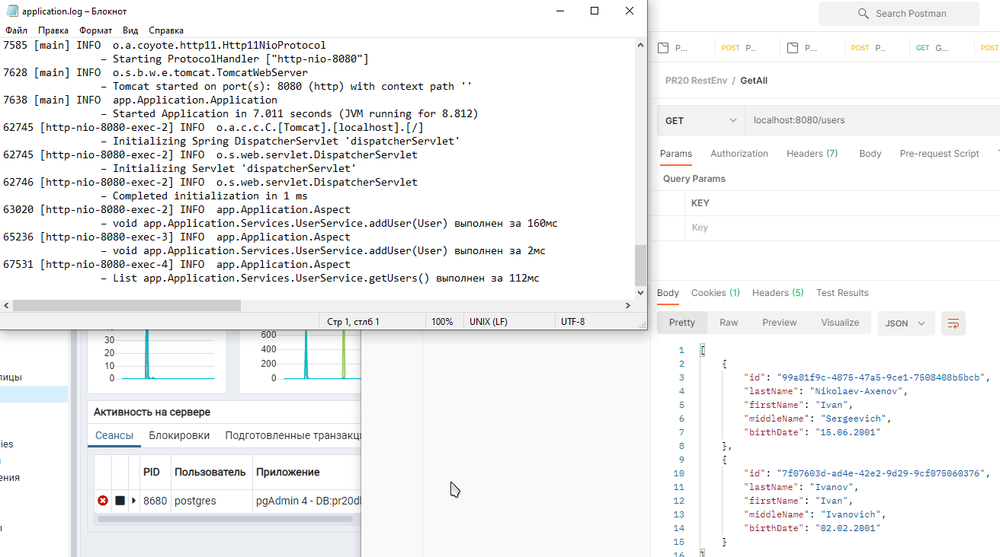 application.log – Блокнот
Файл Правка Формат Вид Справка
7585 [main] INFO o.a.coyote.http11.Http11NioProtocol
– Starting ProtocolHandler ["http-nio-8080"]
7628 [main] INFO o.s.b.w.e.tomcat.TomcatWebServer
– Tomcat started on port(s): 8080 (http) with context path ''
7638 [main] INFO app.Application.Application
– Started Application in 7.011 seconds (JVM running for 8.812)
62745 [http-nio-8080-exec-2] INFO o.a.c.c.C.[Tomcat].[localhost].[/]
– Initializing Spring DispatcherServlet 'dispatcherServlet'
62745 [http-nio-8080-exec-2] INFO o.s.web.servlet.DispatcherServlet
– Initializing Servlet 'dispatcherServlet'
62746 [http-nio-8080-exec-2] INFO o.s.web.servlet.DispatcherServlet
– Completed initialization in 1 ms
63020 [http-nio-8080-exec-2] INFO app.Application.Aspect
– void app.Application.Services.UserService.addUser(User) выполнен за 160мс
65236 [http-nio-8080-exec-3] INFO app.Application.Aspect
– void app.Application.Services.UserService.addUser(User) выполнен за 2мс
67531 [http-nio-8080-exec-4] INFO app.Application.Aspect
– List app.Application.Services.UserService.getUsers() выполнен за 112мс
Стр 1, стлб 1 100% UNIX (LF) UTF-8
30
20
10
0
600
400
200
0
лицы
Активность на сервере
Сеансы Блокировки Подготовленные транзакц
cies
ения
PID Пользователь Приложение
8680 postgres pgAdmin 4 - DB:pr20d
Search Postman
P... POST P.. P... POST P.. GET G... POST
PR20 RestEnv / GetAll
GET localhost:8080/users
Params Authorization Headers (7) Body Pre-request Script
Query Params
KEY
Key
Body Cookies (1) Headers (5) Test Results
Pretty Raw Preview Visualize JSON
1 [
2 {
3 "id": "99a81f9c-4875-47a5-9ce1-7508408b5bcb",
4 "lastName": "Nikolaev-Axenov",
5 "firstName": "Ivan",
6 "middleName": "Sergeevich",
7 "birthDate": "15.06.2001"
8 },
9 {
10 "id": "7f07603d-ad4e-42e2-9d29-9cf075060376",
11 "lastName": "Ivanov",
12 "firstName": "Ivan",
13 "middleName": "Ivanovich",
14 "birthDate": "02.02.2001"
15 }
16 ]